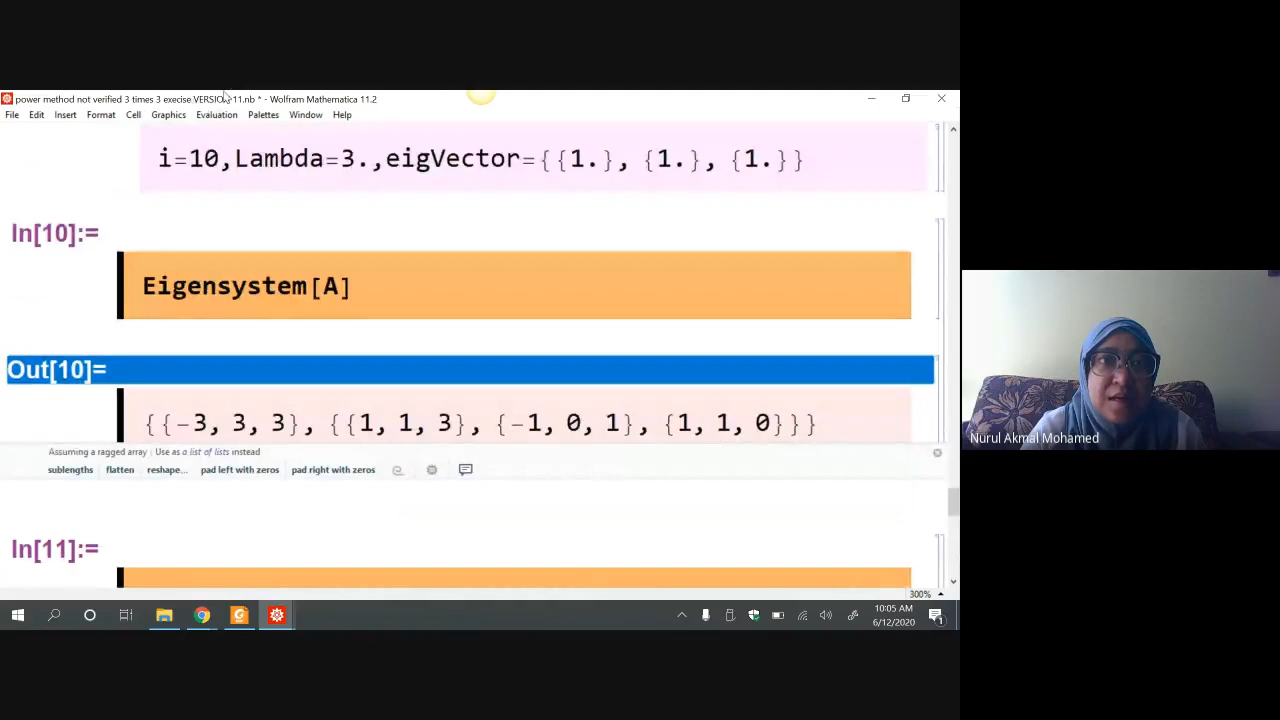 power method not verified 3 times 3 execise VERSION 11.nb * - Wolfram Mathematica 11.2
File Edit Insert Format Cell Graphics Evaluation Palettes Window Help
i=10,Lambda=3.,eigVector={{1.}, {1.}, {1.}}
In[10]:=
Eigensystem[A]
Out[10]=
{{-3, 3, 3}, {{1, 1, 3}, {-1, 0, 1}, {1, 1, 0}}}
Assuming a ragged array | Use as a list of lists instead
sublengths flatten reshape... pad left with zeros pad right with zeros
In[11]:=
300%
10:05 AM
6/12/2020
1
Nurul Akmal Mohamed